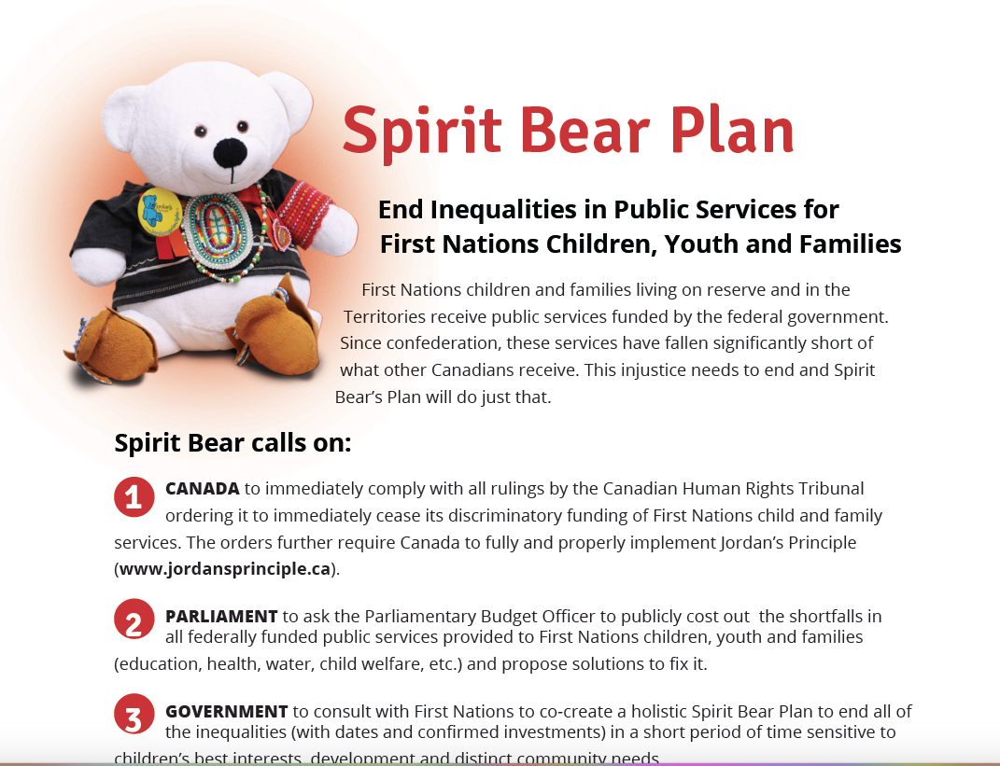 Spirit Bear Plan
End Inequalities in Public Services for
First Nations Children, Youth and Families
First Nations children and families living on reserve and in the
Territories receive public services funded by the federal government.
Since confederation, these services have fallen significantly short of
what other Canadians receive. This injustice needs to end and Spirit
Bear’s Plan will do just that.
Spirit Bear calls on:
1 CANADA to immediately comply with all rulings by the Canadian Human Rights Tribunal
ordering it to immediately cease its discriminatory funding of First Nations child and family
services. The orders further require Canada to fully and properly implement Jordan’s Principle
(www.jordansprinciple.ca).
2 PARLIAMENT to ask the Parliamentary Budget Officer to publicly cost out  the shortfalls in
all federally funded public services provided to First Nations children, youth and families
(education, health, water, child welfare, etc.) and propose solutions to fix it.
3 GOVERNMENT to consult with First Nations to co-create a holistic Spirit Bear Plan to end all of
the inequalities (with dates and confirmed investments) in a short period of time sensitive to
children’s best interests, development and distinct community needs.